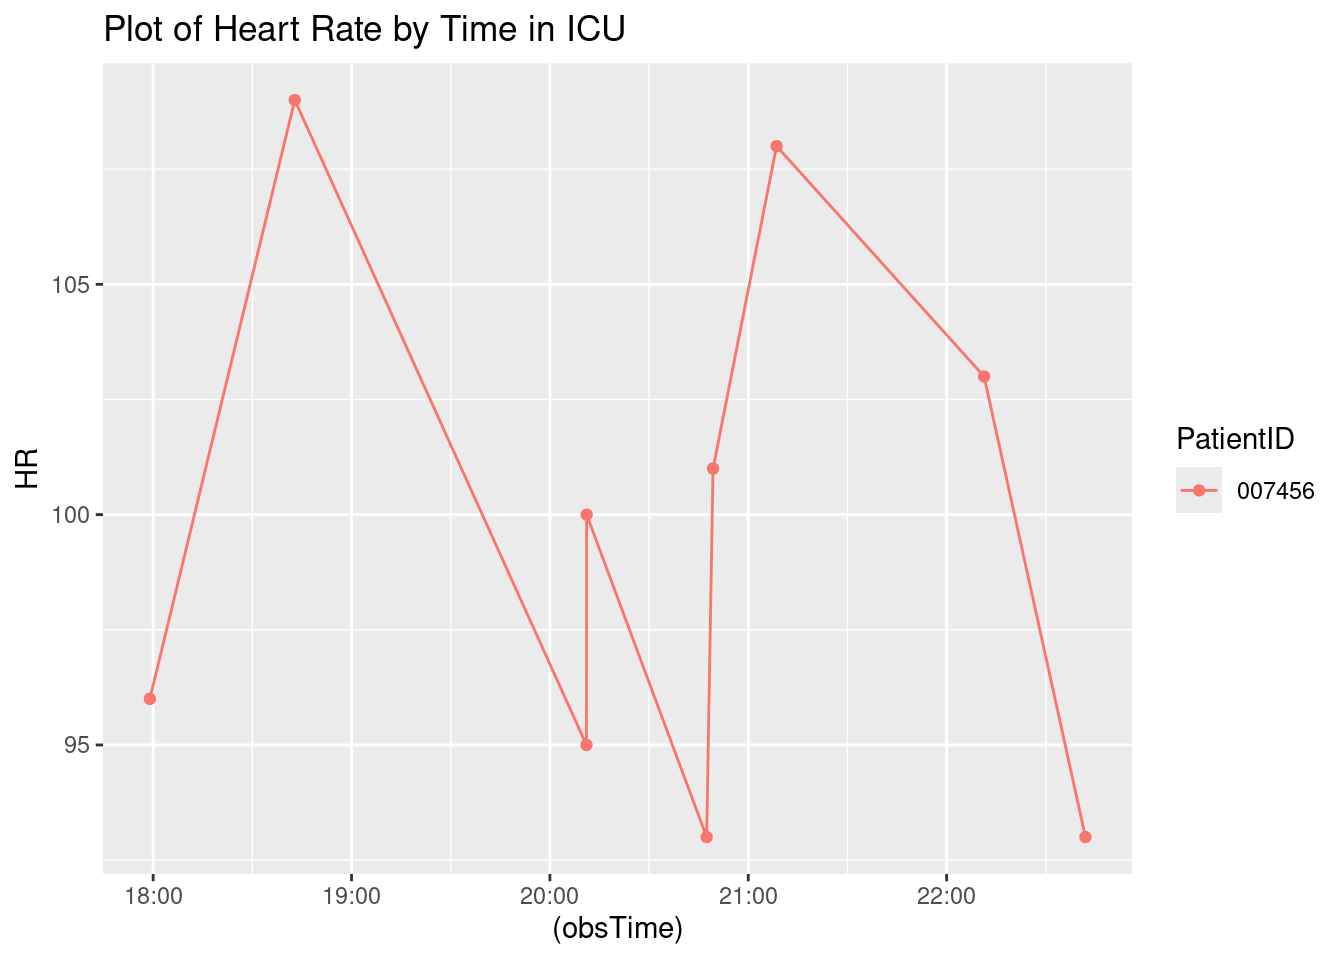 Plot of Heart Rate by Time in ICU
HR
105
100
95
18:00 19:00 20:00 21:00 22:00
(obsTime)
PatientID
007456